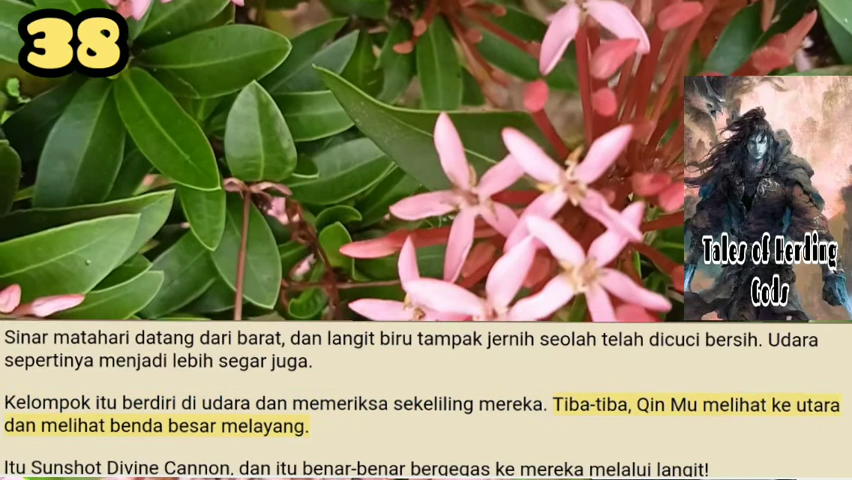 38
Tales of Herding
Gods
Sinar matahari datang dari barat, dan langit biru tampak jernih seolah telah dicuci bersih. Udara
sepertinya menjadi lebih segar juga.
Kelompok itu berdiri di udara dan memeriksa sekeliling mereka. Tiba-tiba, Qin Mu melihat ke utara
dan melihat benda besar melayang.
Itu Sunshot Divine Cannon, dan itu benar-benar bergegas ke mereka melalui langit!